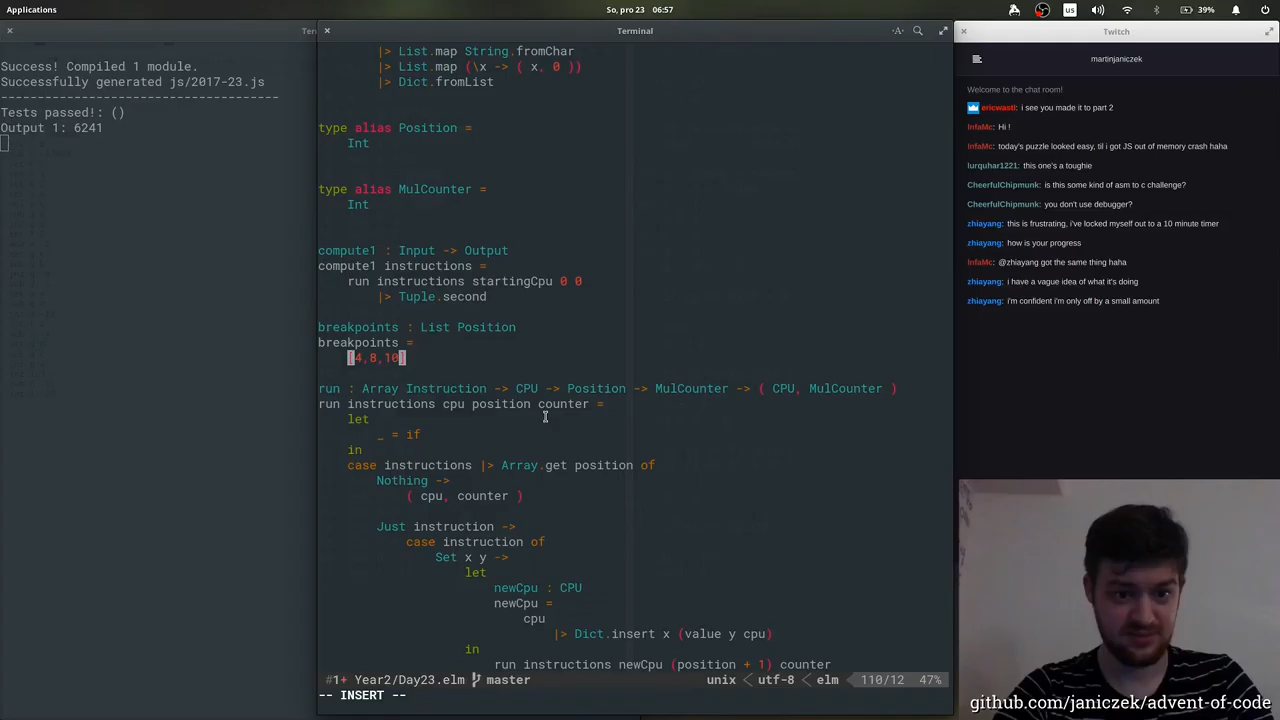 Applications
So, pro 23 06:57
us
39%
Ter
Terminal
Twitch
Success! Compiled 1 module.
Successfully generated js/2017-23.js
--------------------------------------
Tests passed!: ()
Output 1: 6241
|> List.map String.fromChar
|> List.map (\x -> ( x, 0 ))
|> Dict.fromList
type alias Position =
Int
type alias MulCounter =
Int
compute1 : Input -> Output
compute1 instructions =
run instructions startingCpu 0 0
|> Tuple.second
breakpoints : List Position
breakpoints =
[4,8,10]
run : Array Instruction -> CPU -> Position -> MulCounter -> ( CPU, MulCounter )
run instructions cpu position counter =
let
_ = if
in
case instructions |> Array.get position of
Nothing ->
( cpu, counter )
Just instruction ->
case instruction of
Set x y ->
let
newCpu : CPU
newCpu =
cpu
|> Dict.insert x (value y cpu)
in
run instructions newCpu (position + 1) counter
#1+ Year2/Day23.elm master unix utf-8 elm 110/12 47%
-- INSERT --
martinjaniczek
Welcome to the chat room!
ericwastl: i see you made it to part 2
InfaMc: Hi !
InfaMc: today's puzzle looked easy, til i got JS out of memory crash haha
lurquhar1221: this one's a toughie
CheerfulChipmunk: is this some kind of asm to c challenge?
CheerfulChipmunk: you don't use debugger?
zhiayang: this is frustrating, i've locked myself out to a 10 minute timer
zhiayang: how is your progress
InfaMc: @zhiayang got the same thing haha
zhiayang: i have a vague idea of what it's doing
zhiayang: i'm confident i'm only off by a small amount
github.com/janiczek/advent-of-code